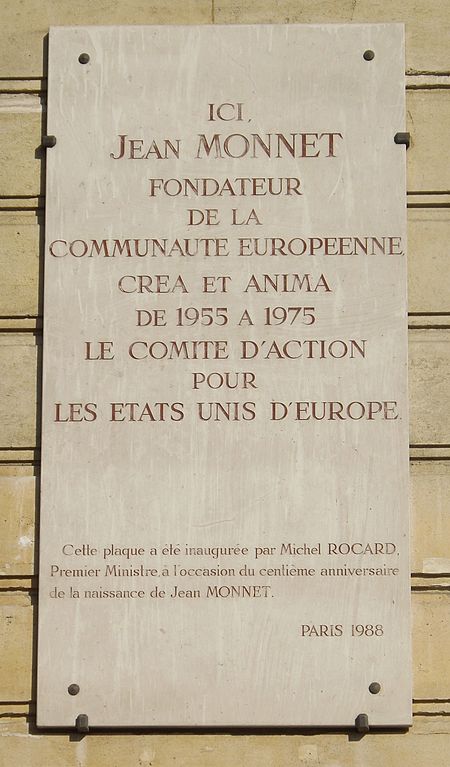 ICI,
JEAN MONNET
FONDATEUR
DE LA
COMMUNAUTE EUROPEENNE,
CREA ET ANIMA
DE 1955 A 1975
LE COMITE D'ACTION
POUR
LES ETATS UNIS D'EUROPE.
Cette plaque a été inaugurée par Michel ROCARD,
Premier Ministre, à l'occasion du centième anniversaire
de la naissance de Jean MONNET.
PARIS 1988